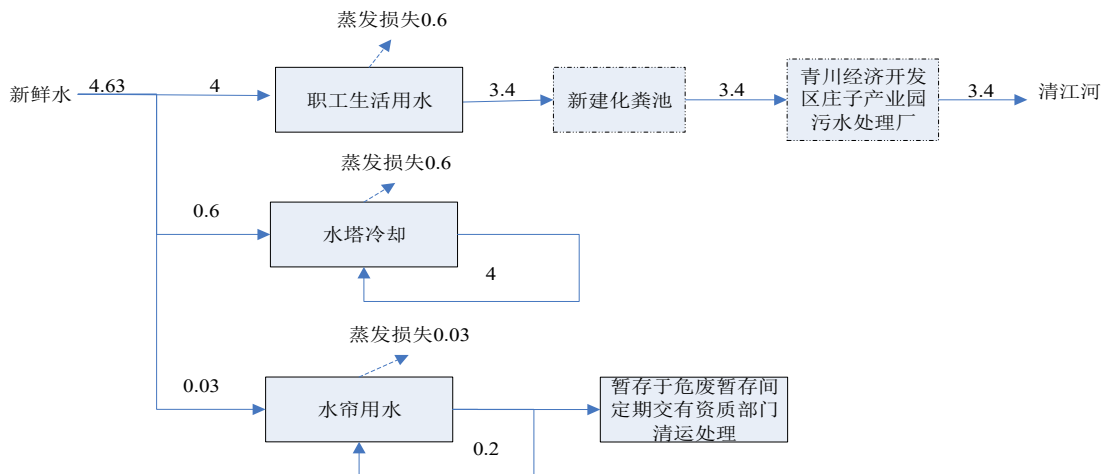 蒸发损失0.6
新鲜水
4.63
4
职工生活用水
3.4
新建化粪池
3.4
青川经济开发
区庄子产业园
污水处理厂
3.4
清江河
蒸发损失0.6
0.6
水塔冷却
4
蒸发损失0.03
0.03
水帘用水
0.2
暂存于危废暂存间
定期交有资质部门
清运处理